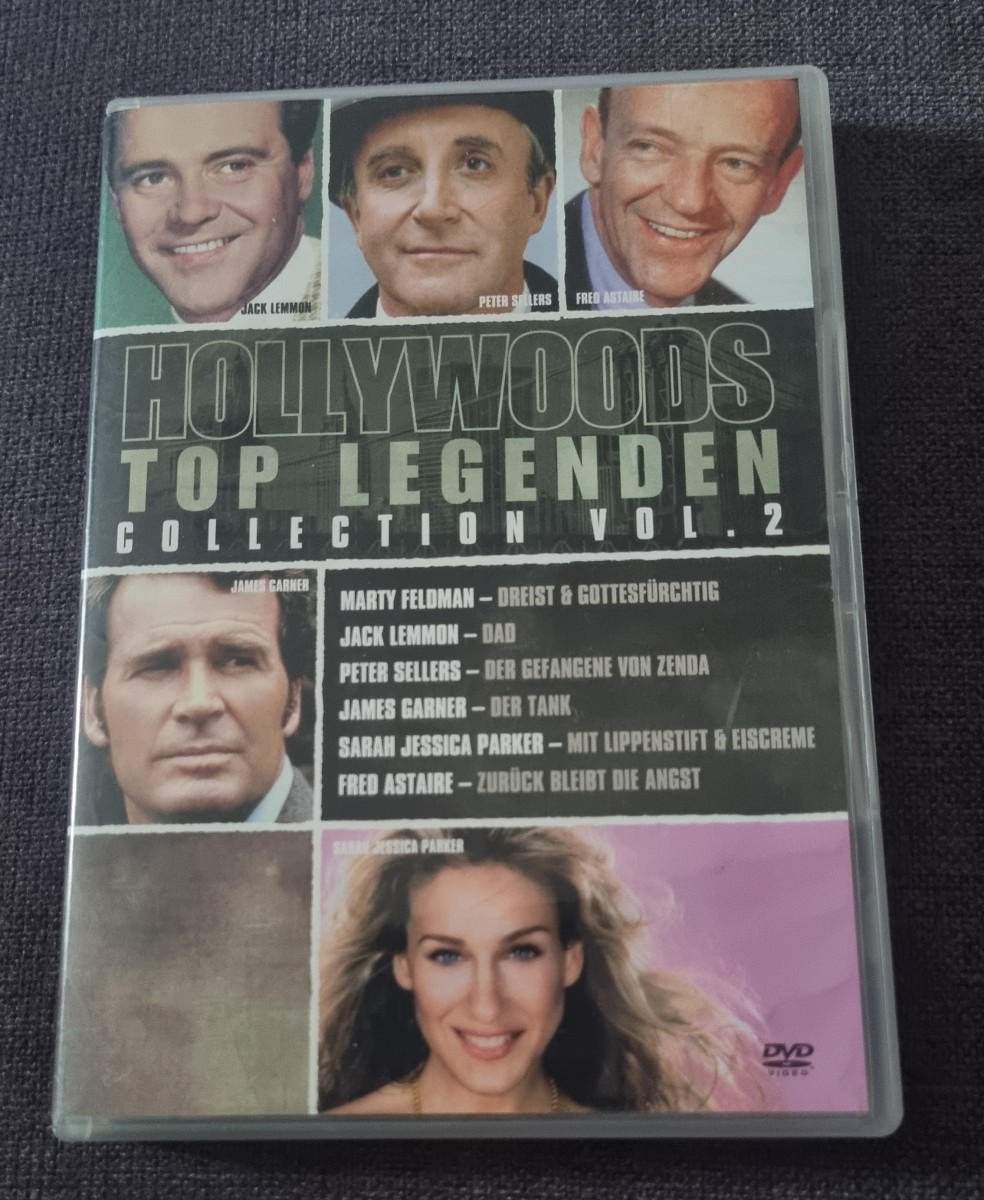 JACK LEMMON
PETER SELLERS
FRED ASTAIRE
HOLLYWOODS
TOP LEGENDEN
COLLECTION VOL. 2
JAMES GARNER
MARTY FELDMAN – DREIST & GOTTESFÜRCHTIG
JACK LEMMON – DAD
PETER SELLERS – DER GEFANGENE VON ZENDA
JAMES GARNER – DER TANK
SARAH JESSICA PARKER – MIT LIPPENSTIFT & EISCREME
FRED ASTAIRE – ZURÜCK BLEIBT DIE ANGST
SARAH JESSICA PARKER
DVD
VIDEO